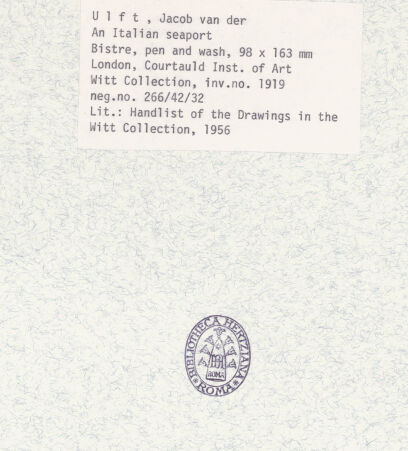 U l f t , Jacob van der
An Italian seaport
Bistre, pen and wash, 98 x 163 mm
London, Courtauld Inst. of Art
Witt Collection, inv.no. 1919
neg.no. 266/42/32
Lit.: Handlist of the Drawings in the
Witt Collection, 1956
BIBLIOTHECA HERTZIANA
ROMA
ROMA